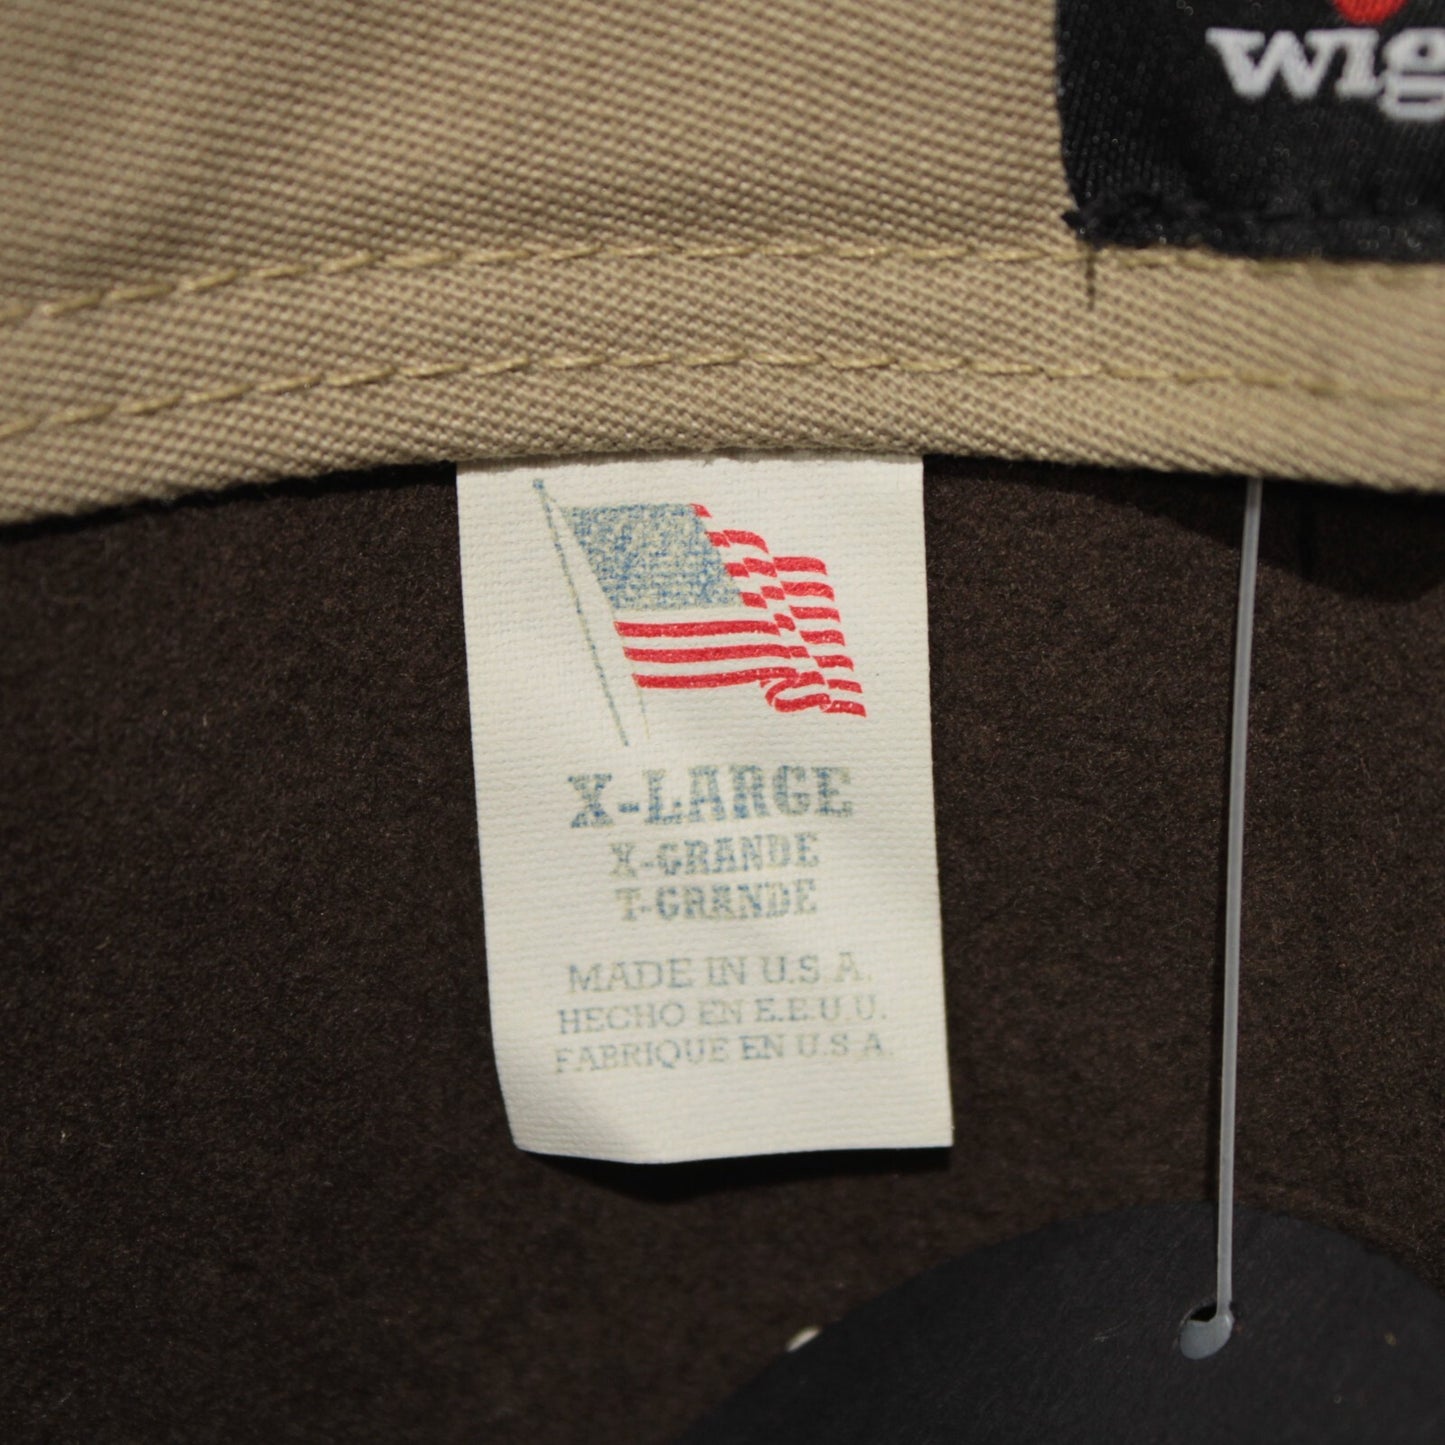 wig
X-LARGE
X-GRANDE
T-GRANDE
MADE IN U.S.A.
HECHO EN E.E.U.U.
FABRIQUE EN U.S.A.